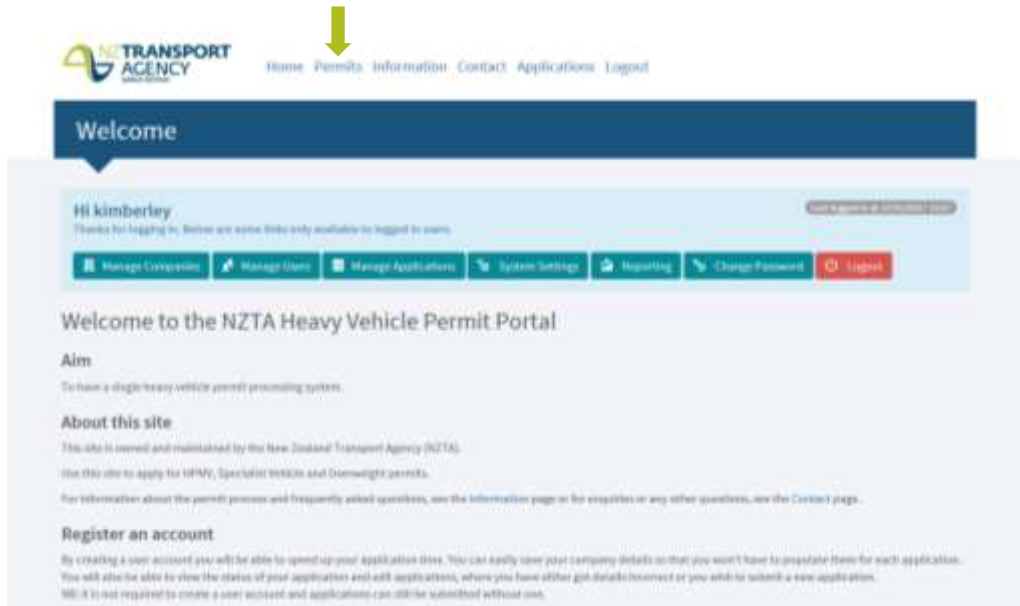 NZ TRANSPORT
AGENCY
Home Permits Information Contact Applications Logout
Welcome
Hi kimberley
Thanks for logging in. Below are some links only available to logged in users.
Manage Companies Manage Users Manage Applications System Settings Reporting Change Password Logout
Welcome to the NZTA Heavy Vehicle Permit Portal
Aim
To have a single heavy vehicle permit processing system.
About this site
This site is owned and maintained by the New Zealand Transport Agency (NZTA).
Use this site to apply for HPMV, Specialist Vehicle and Overweight permits.
For information about the permit process and frequently asked questions, see the Information page or for enquiries or any other questions, see the Contact page.
Register an account
By creating a user account you will be able to speed up your application time. You can easily save your company details so that you won't have to populate them for each application.
You will also be able to view the status of your application and edit applications, where you have either got details incorrect or you wish to submit a new application.
NB: It is not required to create a user account and applications can still be submitted without one.